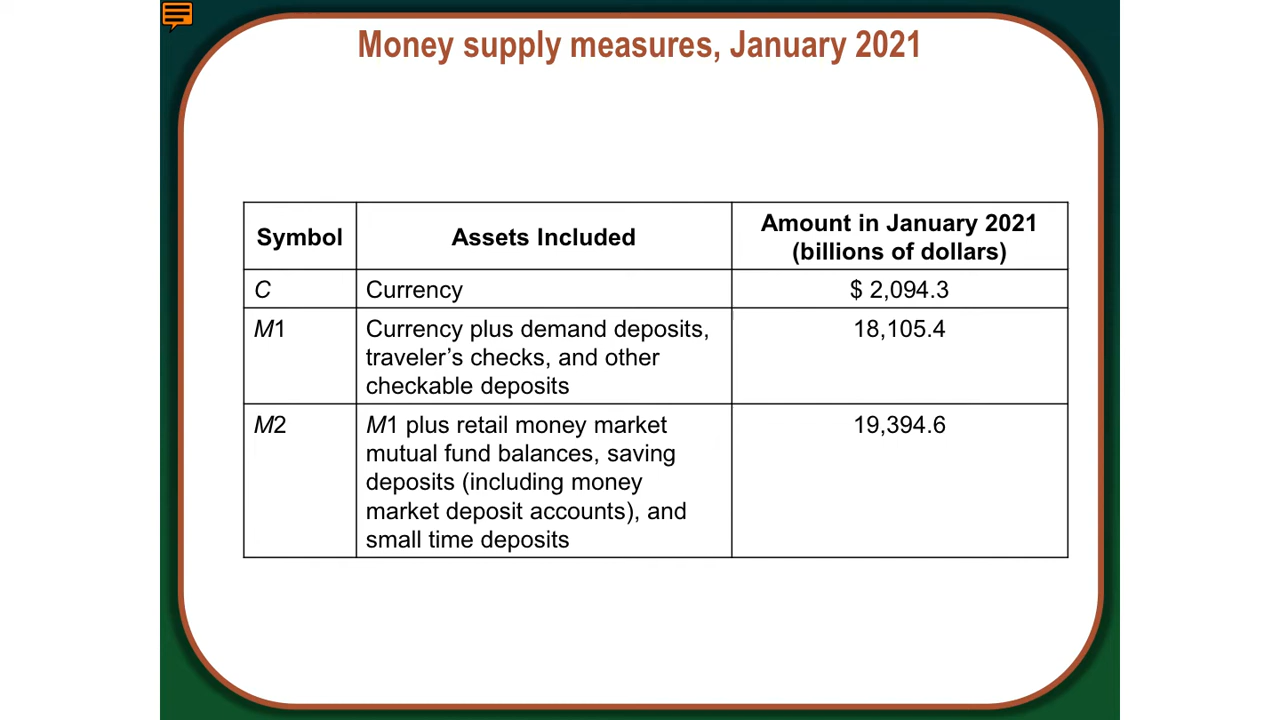 Money supply measures, January 2021
Symbol
Assets Included
Amount in January 2021
(billions of dollars)
C
Currency
$ 2,094.3
M1
Currency plus demand deposits,
traveler’s checks, and other
checkable deposits
18,105.4
M2
M1 plus retail money market
mutual fund balances, saving
deposits (including money
market deposit accounts), and
small time deposits
19,394.6